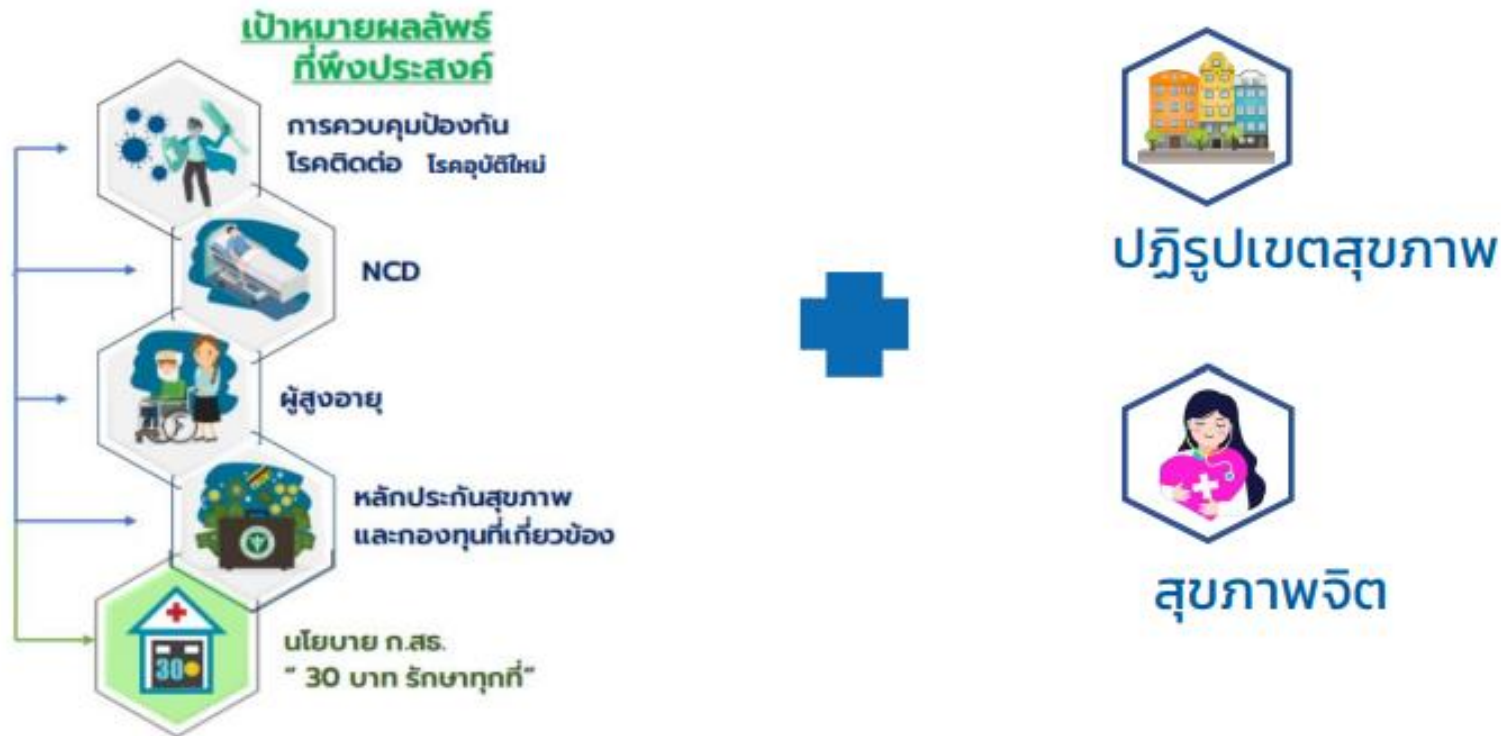 เป้าหมายผลลัพธ์
ที่พึงประสงค์
การควบคุมป้องกัน
โรคติดต่อ โรคอุบัติใหม่
NCD
ผู้สูงอายุ
หลักประกันสุขภาพ
และกองทุนที่เกี่ยวข้อง
30
นโยบาย ก.สธ.
“ 30 บาท รักษาทุกที่”
ปฏิรูปเขตสุขภาพ
สุขภาพจิต